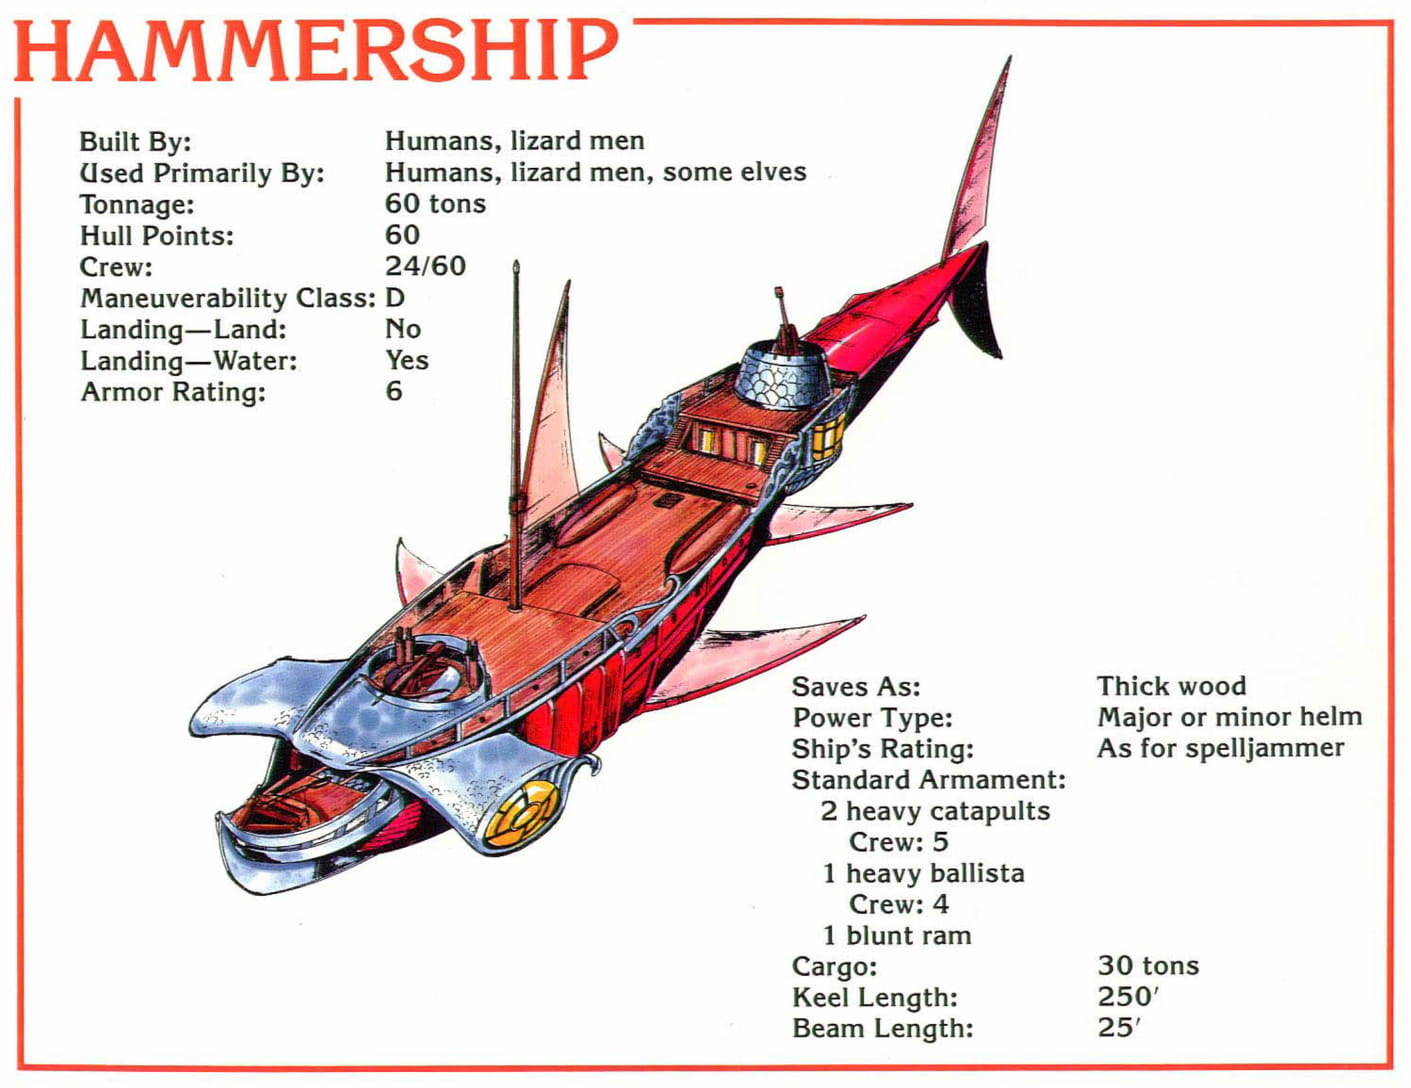 HAMMERSHIP
Built By: Humans, lizard men
Used Primarily By: Humans, lizard men, some elves
Tonnage: 60 tons
Hull Points: 60
Crew: 24/60
Maneuverability Class: D
Landing—Land: No
Landing—Water: Yes
Armor Rating: 6
Saves As: Thick wood
Power Type: Major or minor helm
Ship's Rating: As for spelljammer
Standard Armament:
2 heavy catapults
Crew: 5
1 heavy ballista
Crew: 4
1 blunt ram
Cargo: 30 tons
Keel Length: 250′
Beam Length: 25′